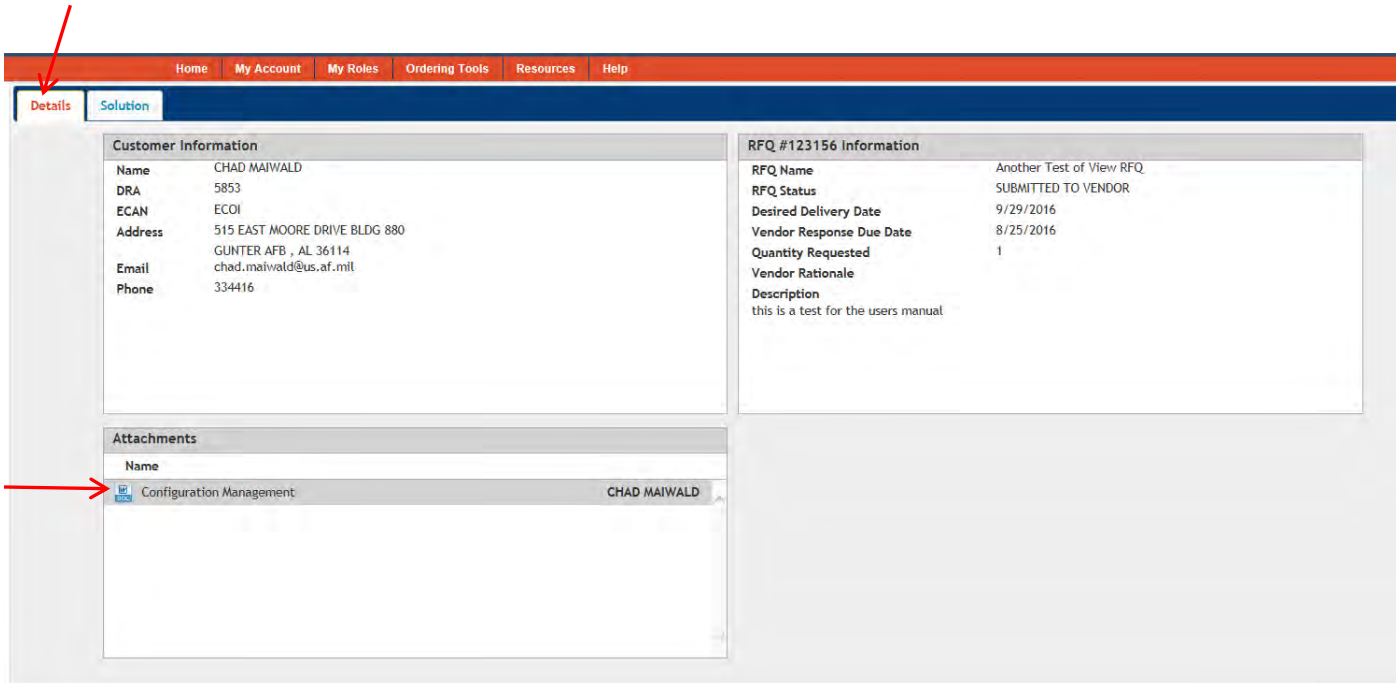 Home My Account My Roles Ordering Tools Resources Help
Details Solution
Customer Information
Name CHAD MAIWALD
DRA 5853
ECAN ECOI
Address 515 EAST MOORE DRIVE BLDG 880
GUNTER AFB , AL 36114
Email chad.maiwald@us.af.mil
Phone 334416
RFQ #123156 Information
RFQ Name Another Test of View RFQ
RFQ Status SUBMITTED TO VENDOR
Desired Delivery Date 9/29/2016
Vendor Response Due Date 8/25/2016
Quantity Requested 1
Vendor Rationale
Description
this is a test for the users manual
Attachments
Name
Configuration Management CHAD MAIWALD